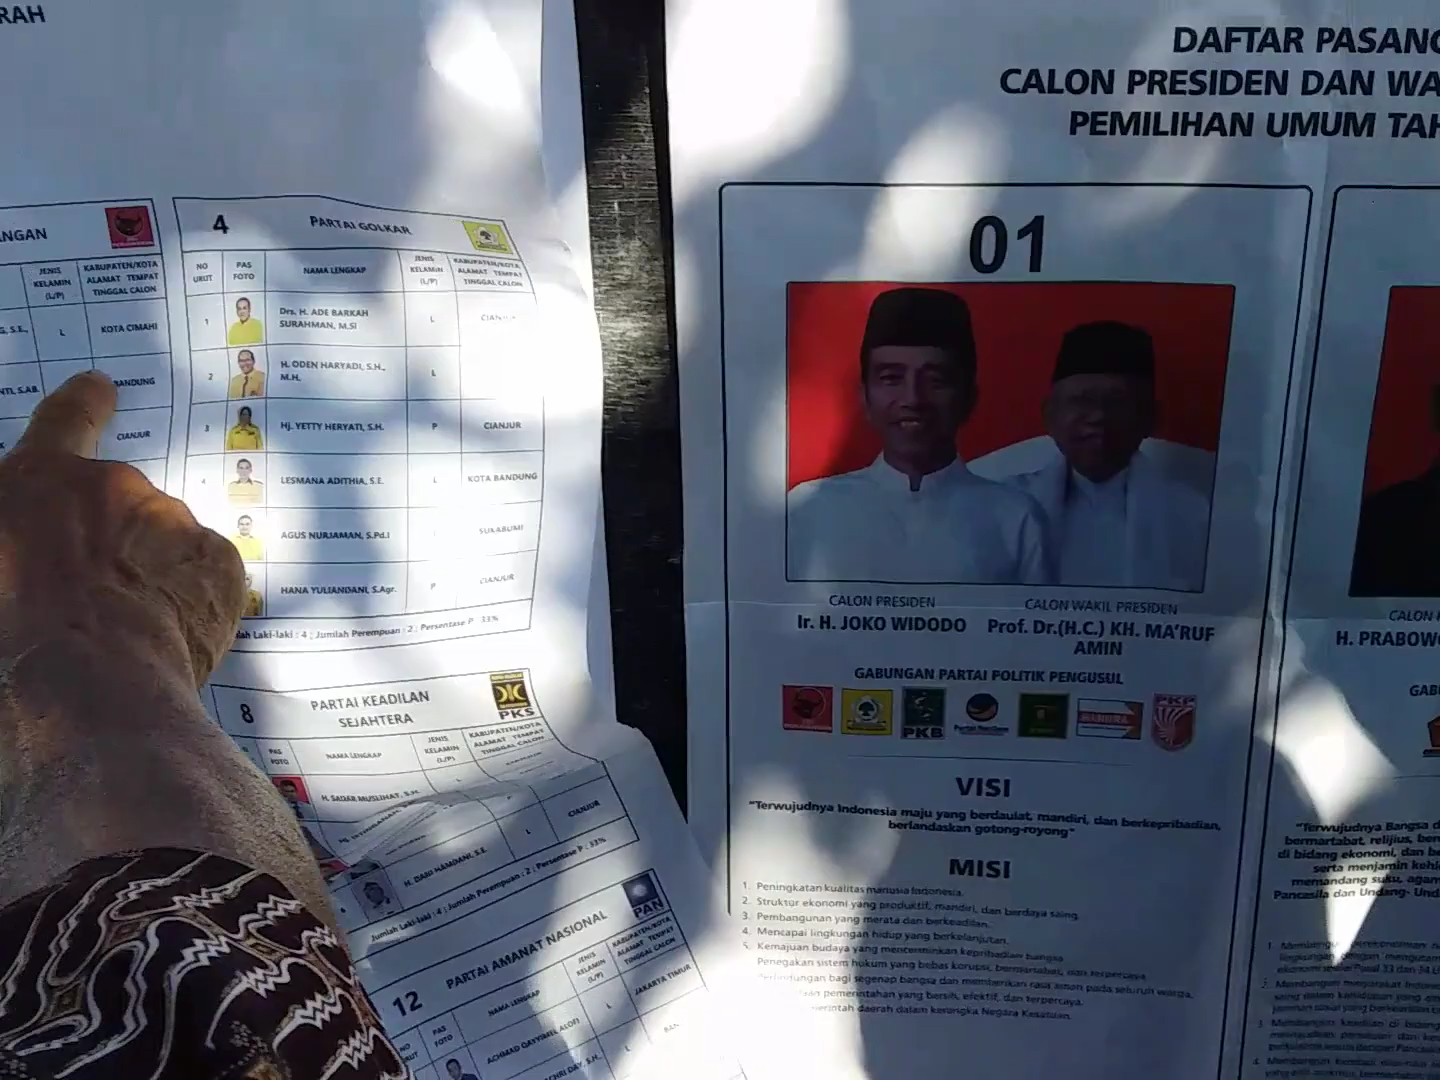 RAH
NGAN
JENIS
KELAMIN
(L/P)
KABUPATEN/KOTA
ALAMAT TEMPAT
TINGGAL CALON
L
KOTA CIMAHI
BANDUNG
CIANJUR
4
PARTAI GOLKAR
NO
URUT
PAS
FOTO
NAMA LENGKAP
JENIS
KELAMIN
(L/P)
KABUPATEN/KOTA
ALAMAT TEMPAT
TINGGAL CALON
1
Drs. H. ADE BARKAH
SURAHMAN, M.SI
L
CIANJUR
2
H. ODEN HARYADI, S.H.,
M.H.
L
3
Hj. YETTY HERYATI, S.H.
P
CIANJUR
4
LESMANA ADITHIA, S.E.
L
KOTA BANDUNG
AGUS NURJAMAN, S.Pd.I
SUKABUMI
HANA YULIANDANI, S.Agr.
P
CIANJUR
lah Laki-laki : 4 ; Jumlah Perempuan : 2 ; Persentase P : 33%
8
PARTAI KEADILAN
SEJAHTERA
PKS
PAS
FOTO
NAMA LENGKAP
JENIS
KELAMIN
(L/P)
KABUPATEN/KOTA
ALAMAT TEMPAT
TINGGAL CALON
H. SADAR MUSLIHAT, S.H.
L
H. DADI HAMDANI, S.E.
L
CIANJUR
Jumlah Laki-laki : 4 ; Jumlah Perempuan : 2 ; Persentase P : 33%
12
PARTAI AMANAT NASIONAL
PAN
NO
PAS
FOTO
NAMA LENGKAP
JENIS
KELAMIN
(L/P)
KABUPATEN/KOTA
ALAMAT TEMPAT
TINGGAL CALON
ACHMAD QAYYIMEL ALOFI
L
JAKARTA TIMUR
L
DAFTAR PASANG
CALON PRESIDEN DAN WA
PEMILIHAN UMUM TAH
01
CALON PRESIDEN
Ir. H. JOKO WIDODO
CALON WAKIL PRESIDEN
Prof. Dr.(H.C.) KH. MA'RUF
AMIN
GABUNGAN PARTAI POLITIK PENGUSUL
PKB
HANURA
PKP
VISI
"Terwujudnya Indonesia maju yang berdaulat, mandiri, dan berkepribadian,
berlandaskan gotong-royong"
MISI
1. Peningkatan kualitas manusia Indonesia.
2. Struktur ekonomi yang produktif, mandiri, dan berdaya saing.
3. Pembangunan yang merata dan berkeadilan.
4. Mencapai lingkungan hidup yang berkelanjutan.
5. Kemajuan budaya yang mencerminkan kepribadian bangsa
Penegakan sistem hukum yang bebas korupsi, bermartabat, dan terpercaya
Perlindungan bagi segenap bangsa dan memberikan rasa aman pada seluruh warga.
pemerintahan yang bersih, efektif, dan terpercaya.
daerah dalam kerangka Negara Kesatuan.
H. PRABOW
GAB
"Terwujudnya Bangsa d
bermartabat, relijius, ber
di bidang ekonomi, dan be
serta menjamin
memandang suku, agam
Pancasila dan Undang- Und